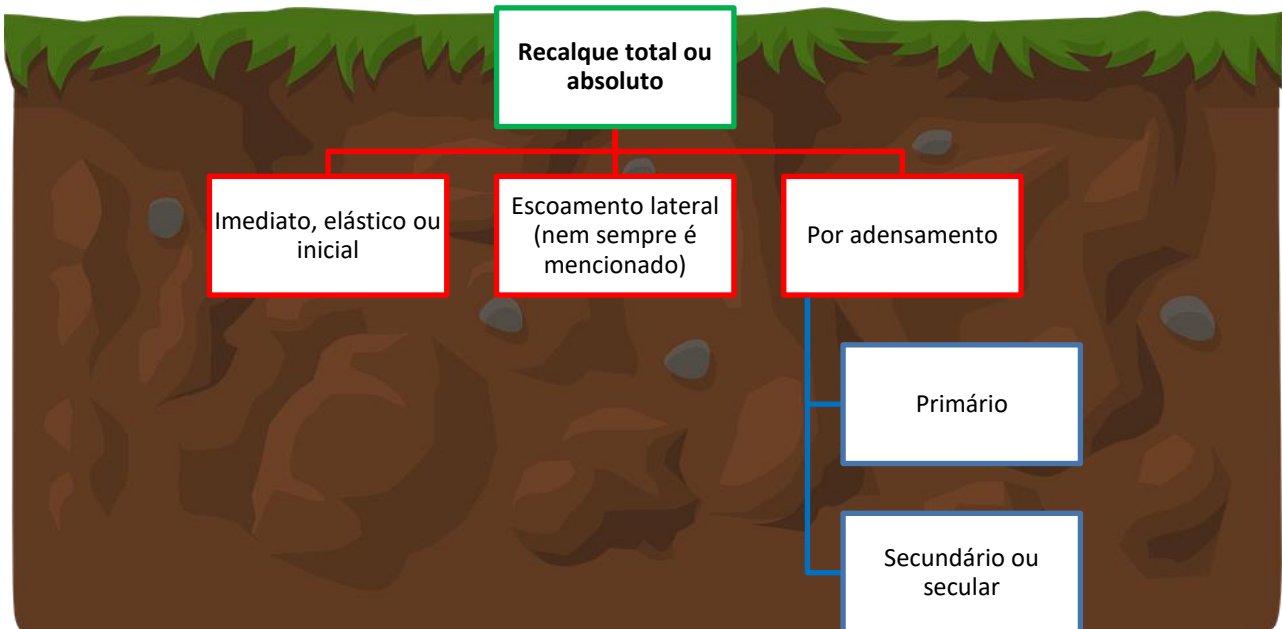 Recalque total ou
absoluto
Imediato, elástico ou
inicial
Escoamento lateral
(nem sempre é
mencionado)
Por adensamento
Primário
Secundário ou
secular